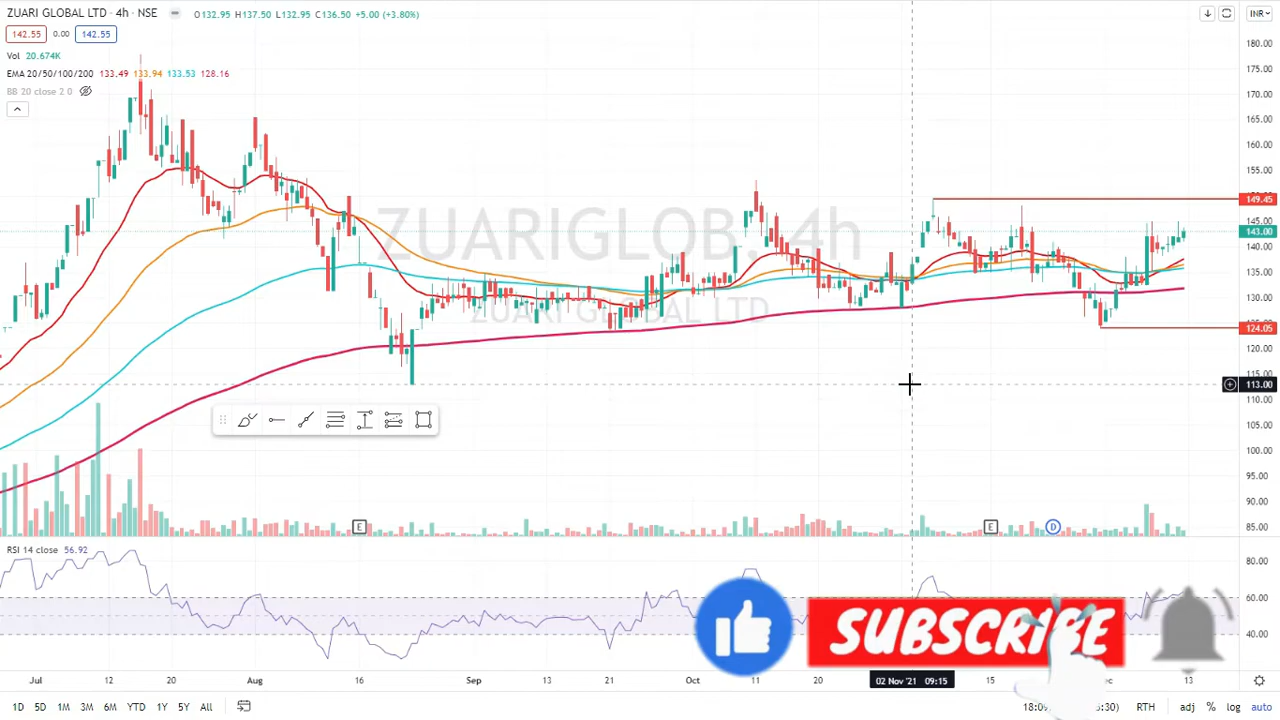 ZUARI GLOBAL LTD · 4h · NSE
O132.95 H137.50 L132.95 C136.50 +5.00 (+3.80%)
INR
142.55 0.00 142.55
Vol 20.674K
EMA 20/50/100/200 133.49 133.94 133.53 128.16
BB 20 close 2 0
180.00
175.00
170.00
165.00
160.00
155.00
150.00
149.45
145.00
143.00
140.00
135.00
130.00
124.05
120.00
115.00
113.00
110.00
105.00
100.00
95.00
90.00
85.00
ZUARIGLOB, 4h
ZUARI GLOBAL LTD
E
E
D
RSI 14 close 56.92
80.00
60.00
40.00
SUBSCRIBE
Jul 12 20 Aug 16 Sep 13 21 Oct 11 20 02 Nov '21 09:15 15 13
1D 5D 1M 3M 6M YTD 1Y 5Y All
RTH adj % log auto